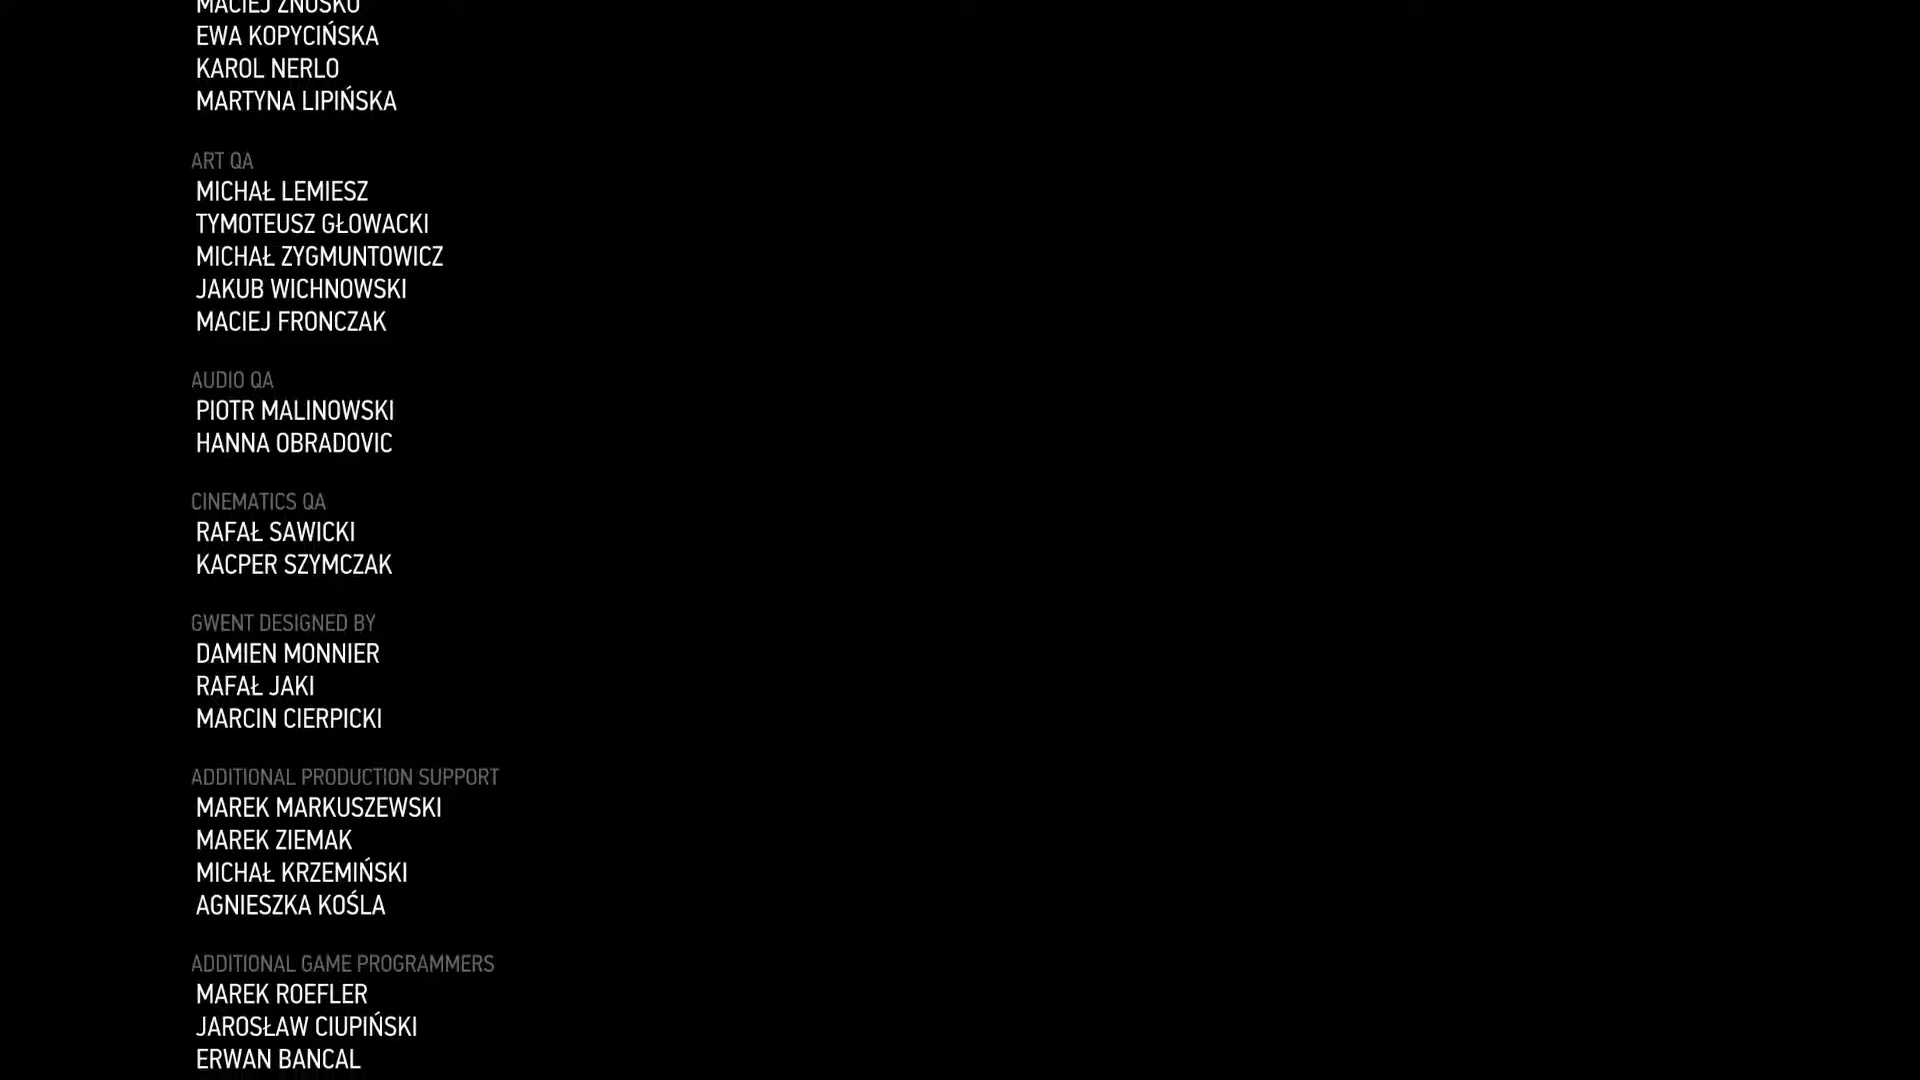 MACIEJ ZNOSKO
EWA KOPYCIŃSKA
KAROL NERLO
MARTYNA LIPIŃSKA
ART QA
MICHAŁ LEMIESZ
TYMOTEUSZ GŁOWACKI
MICHAŁ ZYGMUNTOWICZ
JAKUB WICHNOWSKI
MACIEJ FRONCZAK
AUDIO QA
PIOTR MALINOWSKI
HANNA OBRADOVIC
CINEMATICS QA
RAFAŁ SAWICKI
KACPER SZYMCZAK
GWENT DESIGNED BY
DAMIEN MONNIER
RAFAŁ JAKI
MARCIN CIERPICKI
ADDITIONAL PRODUCTION SUPPORT
MAREK MARKUSZEWSKI
MAREK ZIEMAK
MICHAŁ KRZEMIŃSKI
AGNIESZKA KOŚLA
ADDITIONAL GAME PROGRAMMERS
MAREK ROEFLER
JAROSŁAW CIUPIŃSKI
ERWAN BANCAL